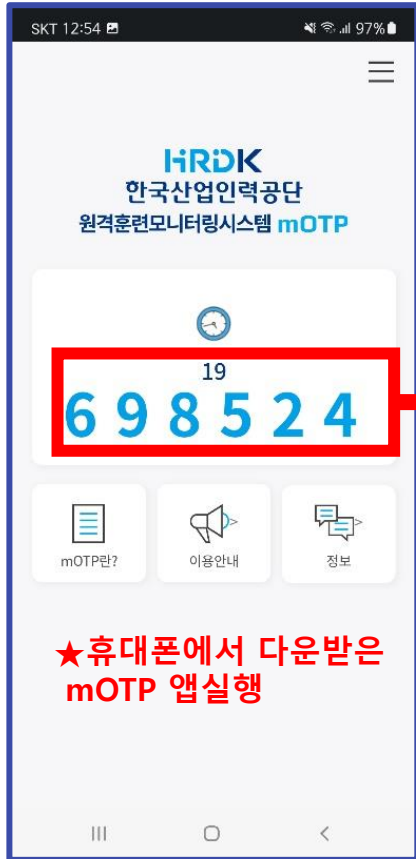 SKT 12:54 97%
HRDK
한국산업인력공단
원격훈련모니터링시스템 mOTP
19
698524
mOTP란? 이용안내 정보
★휴대폰에서 다운받은
mOTP 앱실행